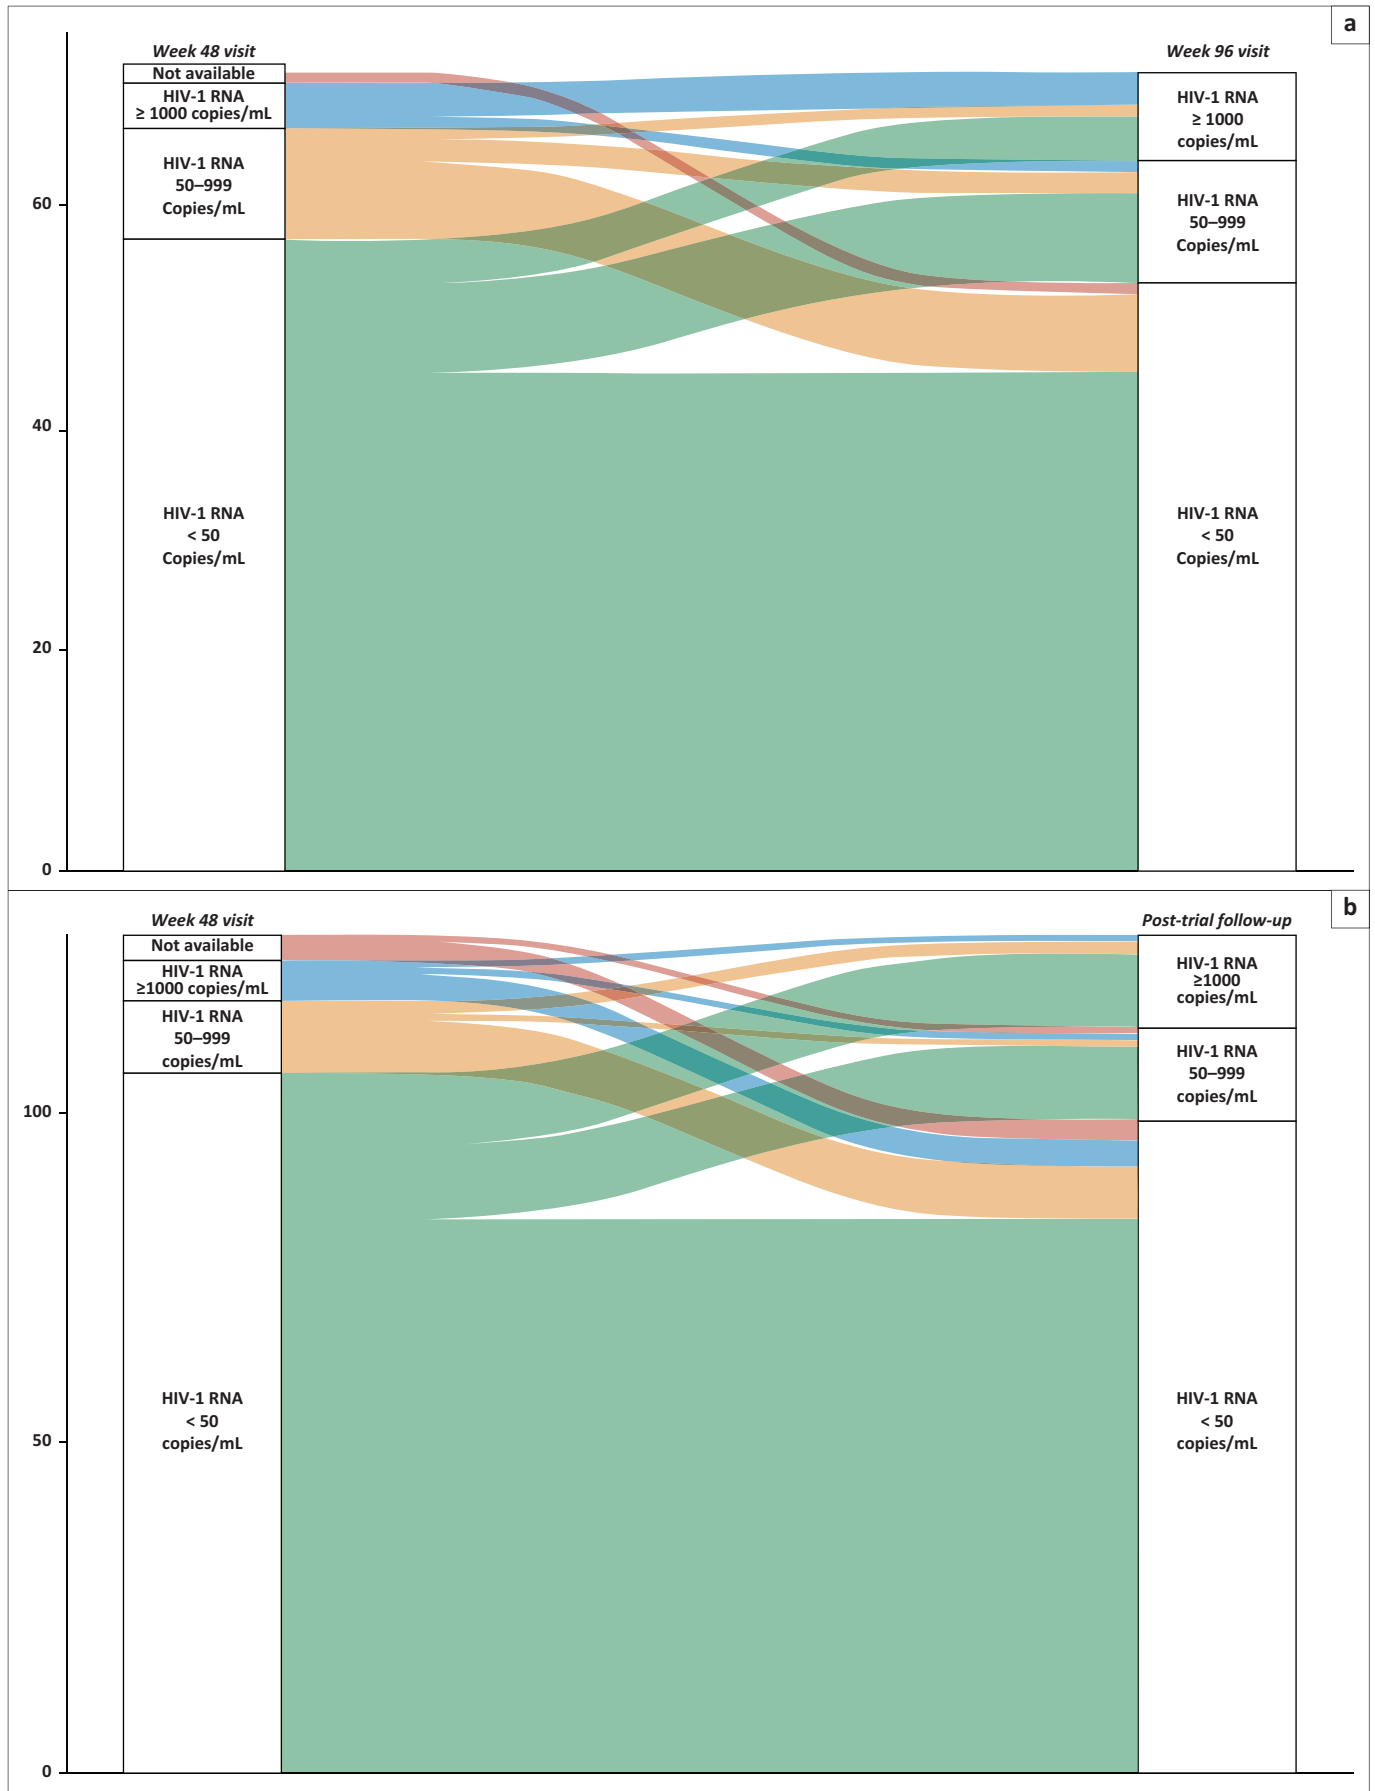 a
Week 48 visit
Week 96 visit
Not available
HIV-1 RNA
≥ 1000 copies/mL
HIV-1 RNA
50–999
Copies/mL
HIV-1 RNA
< 50
Copies/mL
HIV-1 RNA
≥ 1000
copies/mL
HIV-1 RNA
50–999
Copies/mL
HIV-1 RNA
< 50
Copies/mL
60
40
20
0
b
Week 48 visit
Post-trial follow-up
Not available
HIV-1 RNA
≥1000 copies/mL
HIV-1 RNA
50–999
copies/mL
HIV-1 RNA
< 50
copies/mL
HIV-1 RNA
≥1000
copies/mL
HIV-1 RNA
50–999
copies/mL
HIV-1 RNA
< 50
copies/mL
100
50
0